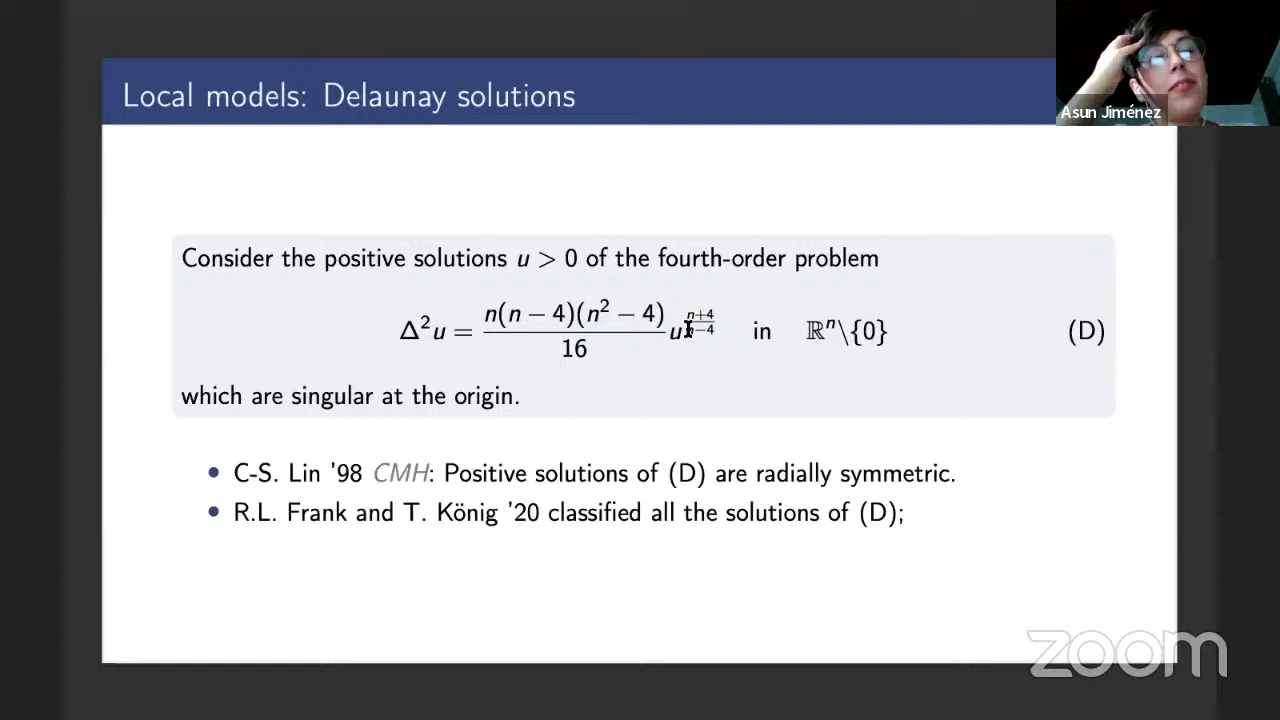 Local models: Delaunay solutions
Asun Jiménez
Consider the positive solutions u > 0 of the fourth-order problem
Δ²u = n(n − 4)(n² − 4)/16 u^(n+4)/(n−4) in ℝⁿ\{0} (D)
which are singular at the origin.
• C-S. Lin '98 CMH: Positive solutions of (D) are radially symmetric.
• R.L. Frank and T. König '20 classified all the solutions of (D);
zoom